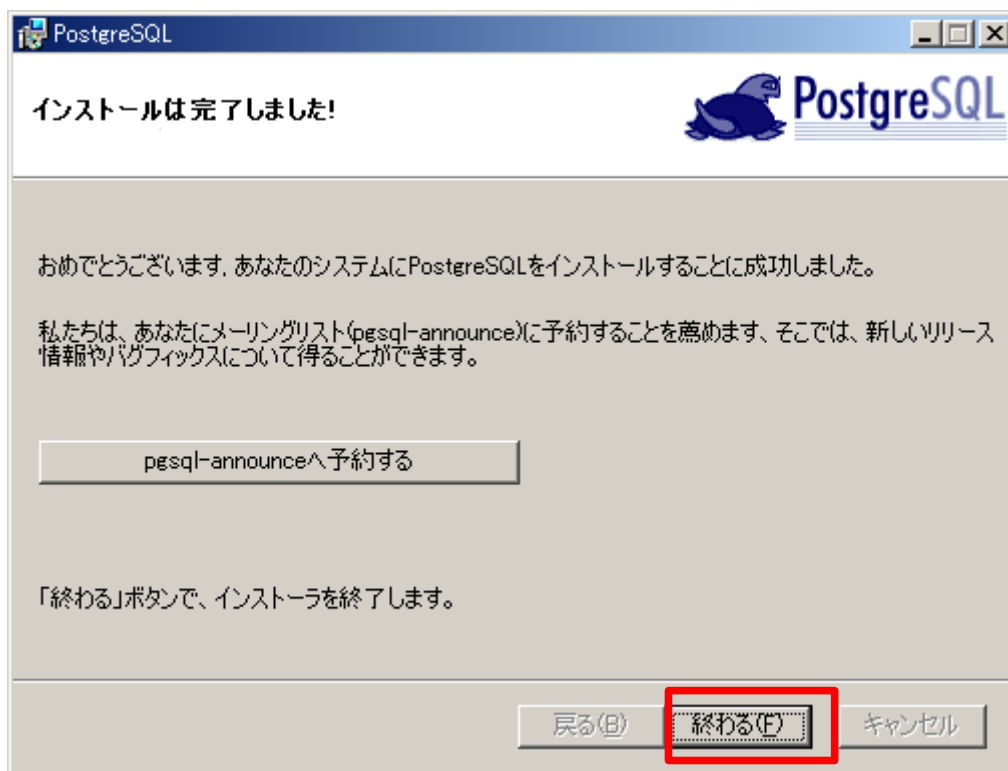 PostgreSQL
インストールは完了しました!
PostgreSQL
おめでとうございます, あなたのシステムにPostgreSQLをインストールすることに成功しました。
私たちは、あなたにメーリングリスト(pgsql-announce)に予約することを薦めます、そこでは、新しいリリース
情報やバグフィックスについて得ることができます。
pgsql-announceへ予約する
「終わる」ボタンで、インストーラを終了します。
戻る(B)
終わる(F)
キャンセル